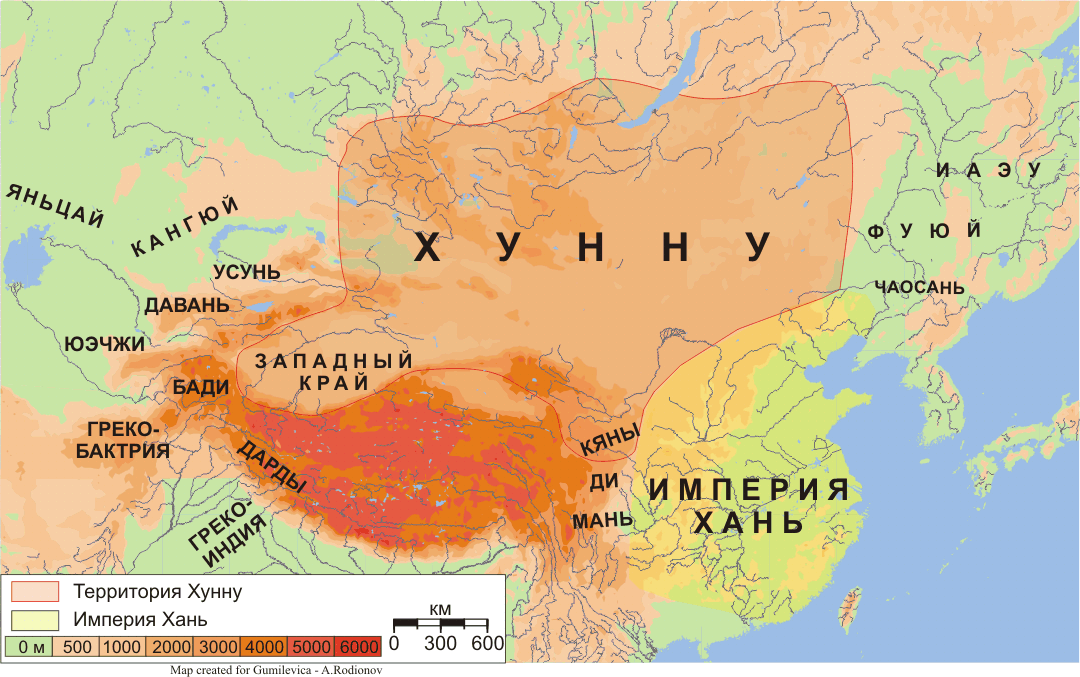 ЯНЬЦАЙ
КАНГЮЙ
ИАЭУ
ХУННУ
ФУЮЙ
УСУНЬ
ЧАОСАНЬ
ДАВАНЬ
ЮЭЧЖИ
ЗАПАДНЫЙ
КРАЙ
БАДИ
ГРЕКО-
БАКТРИЯ
КЯНЫ
ДАРДЫ
ДИ
ИМПЕРИЯ
ХАНЬ
МАНЬ
ГРЕКО-
ИНДИЯ
Территория Хунну
Империя Хань
км
0 300 600
0 м 500 1000 2000 3000 4000 5000 6000
Map created for Gumilevica - A.Rodionov